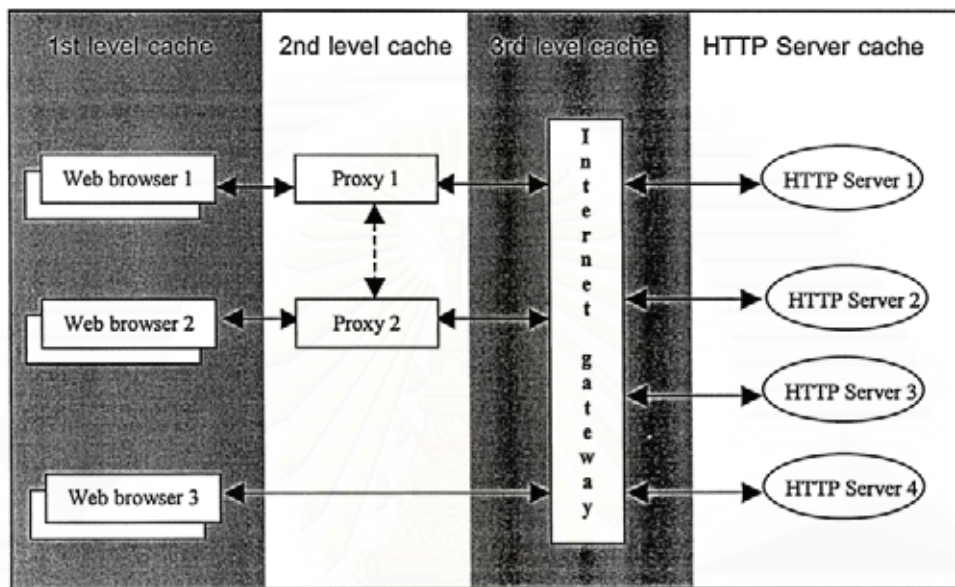 1st level cache
2nd level cache
3rd level cache
HTTP Server cache
Web browser 1
Proxy 1
Internet gateway
HTTP Server 1
Web browser 2
Proxy 2
HTTP Server 2
HTTP Server 3
Web browser 3
HTTP Server 4